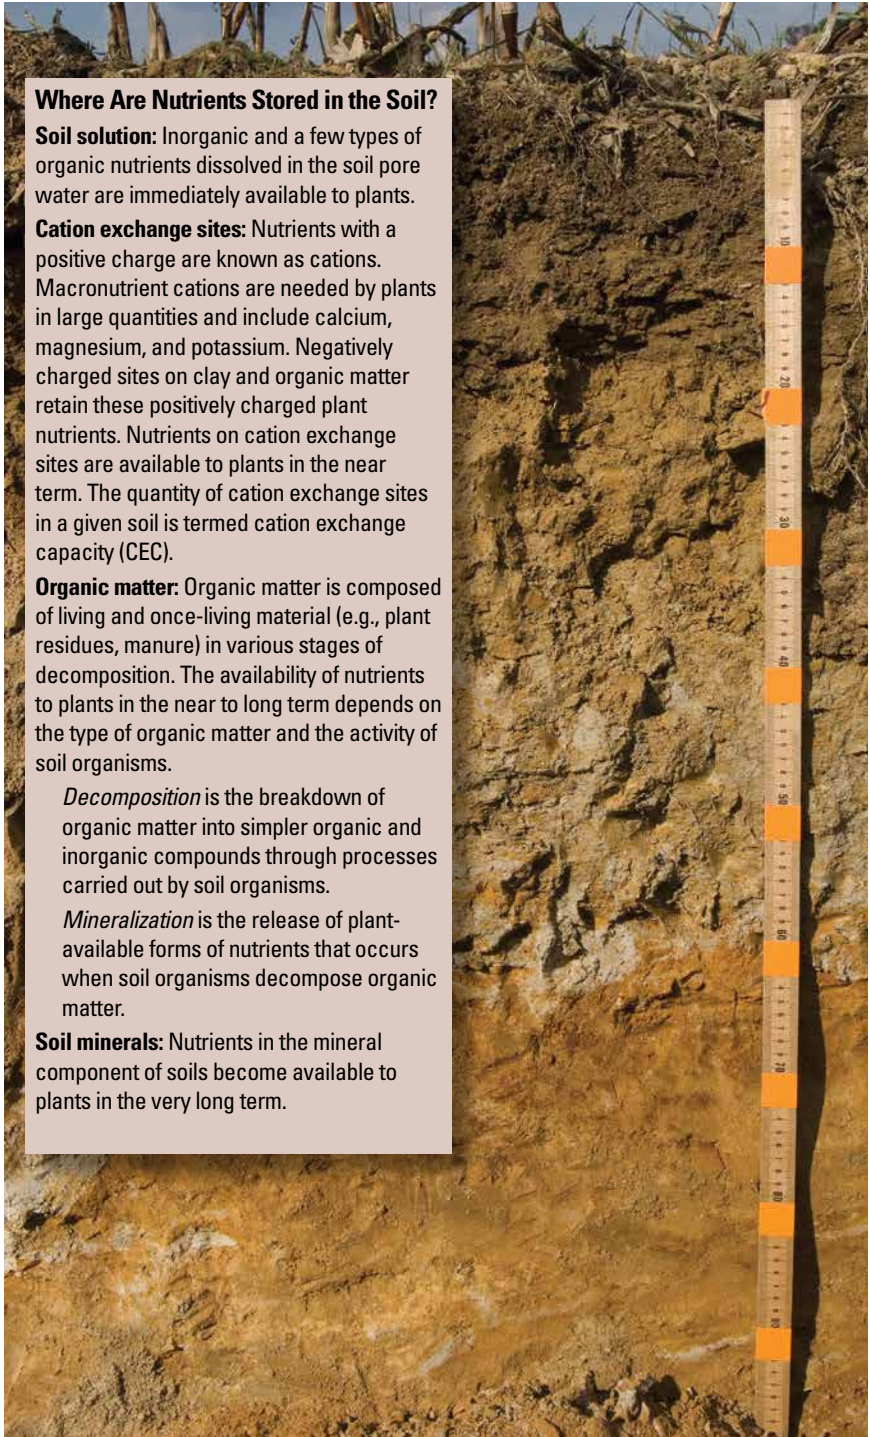 Where Are Nutrients Stored in the Soil?
Soil solution: Inorganic and a few types of
organic nutrients dissolved in the soil pore
water are immediately available to plants.
Cation exchange sites: Nutrients with a
positive charge are known as cations.
Macronutrient cations are needed by plants
in large quantities and include calcium,
magnesium, and potassium. Negatively
charged sites on clay and organic matter
retain these positively charged plant
nutrients. Nutrients on cation exchange
sites are available to plants in the near
term. The quantity of cation exchange sites
in a given soil is termed cation exchange
capacity (CEC).
Organic matter: Organic matter is composed
of living and once-living material (e.g., plant
residues, manure) in various stages of
decomposition. The availability of nutrients
to plants in the near to long term depends on
the type of organic matter and the activity of
soil organisms.
Decomposition is the breakdown of
organic matter into simpler organic and
inorganic compounds through processes
carried out by soil organisms.
Mineralization is the release of plant-
available forms of nutrients that occurs
when soil organisms decompose organic
matter.
Soil minerals: Nutrients in the mineral
component of soils become available to
plants in the very long term.
10
20
30
40
50
60
70
80
90